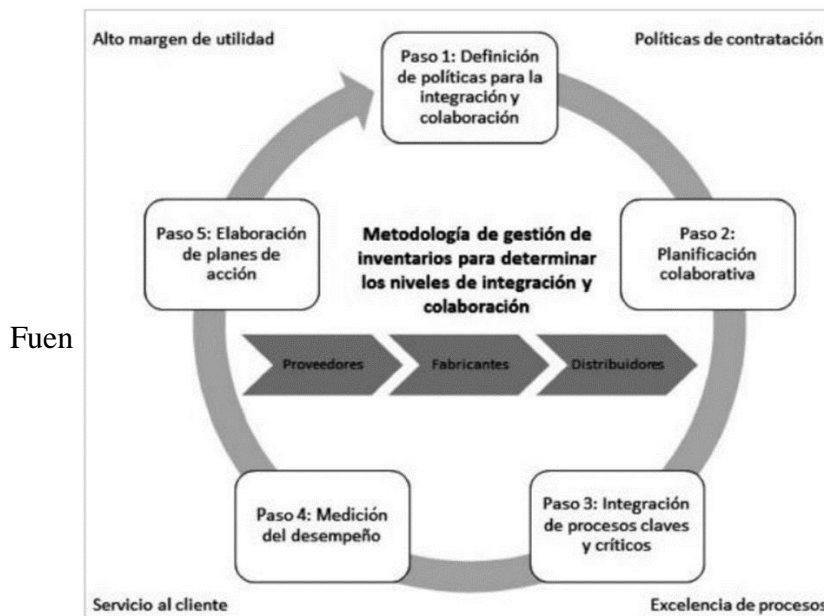 Alto margen de utilidad
Políticas de contratación
Paso 1: Definición
de políticas para la
integración y
colaboración
Paso 5: Elaboración
de planes de
acción
Metodología de gestión de
inventarios para determinar
los niveles de integración y
colaboración
Paso 2:
Planificación
colaborativa
Fuen
Proveedores
Fabricantes
Distribuidores
Paso 4: Medición
del desempeño
Paso 3: Integración
de procesos claves
y críticos
Servicio al cliente
Excelencia de procesos